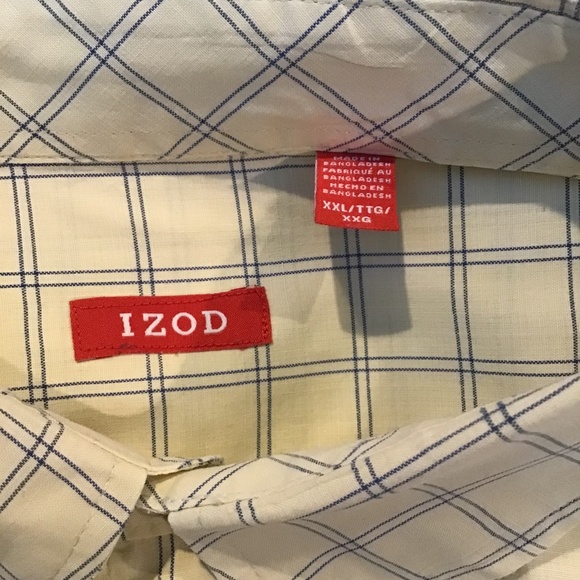 MADE IN
BANGLADESH
FABRIQUÉ AU
BANGLADESH
HECHO EN
BANGLADESH
XXL/TTG/
XXG
IZOD